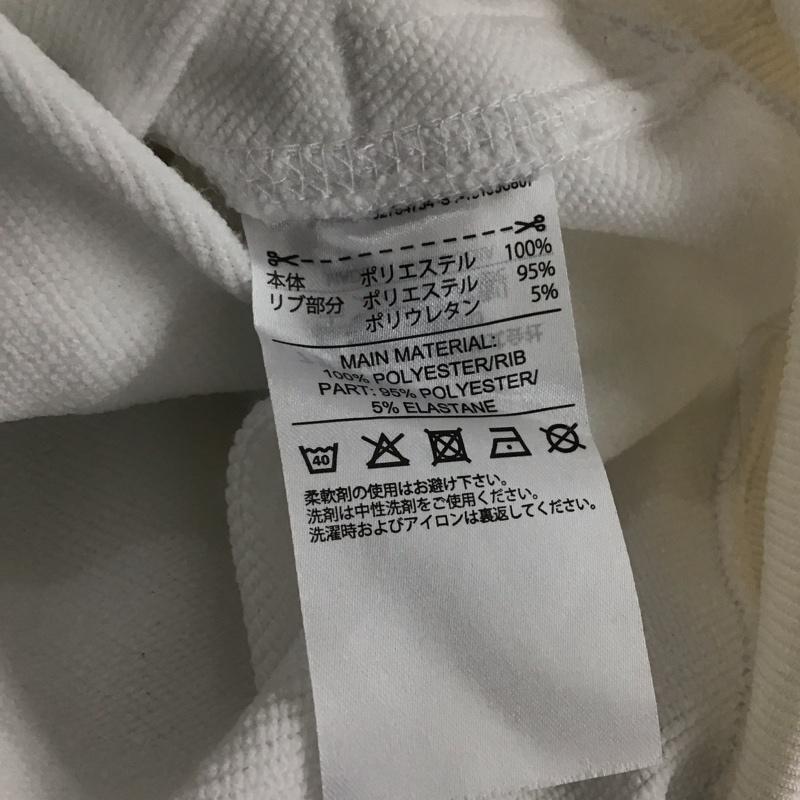 本体 ポリエステル 100%
リブ部分 ポリエステル 95%
ポリウレタン 5%
MAIN MATERIAL:
100% POLYESTER/RIB
PART: 95% POLYESTER/
5% ELASTANE
40
柔軟剤の使用はお避け下さい。
洗剤は中性洗剤をご使用ください。
洗濯時およびアイロンは裏返してください。